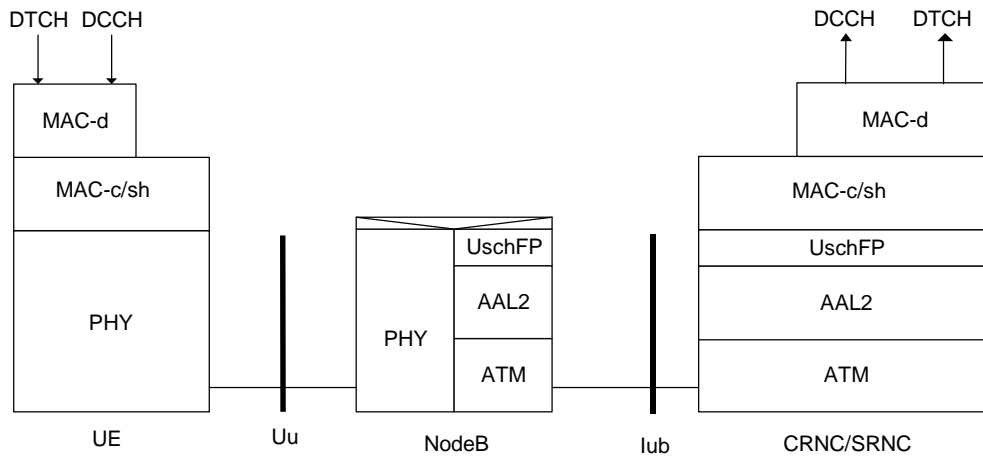 DTCH DCCH
DCCH DTCH
MAC-d
MAC-d
MAC-c/sh
MAC-c/sh
UschFP
UschFP
PHY
PHY
AAL2
AAL2
ATM
ATM
UE
Uu
NodeB
Iub
CRNC/SRNC